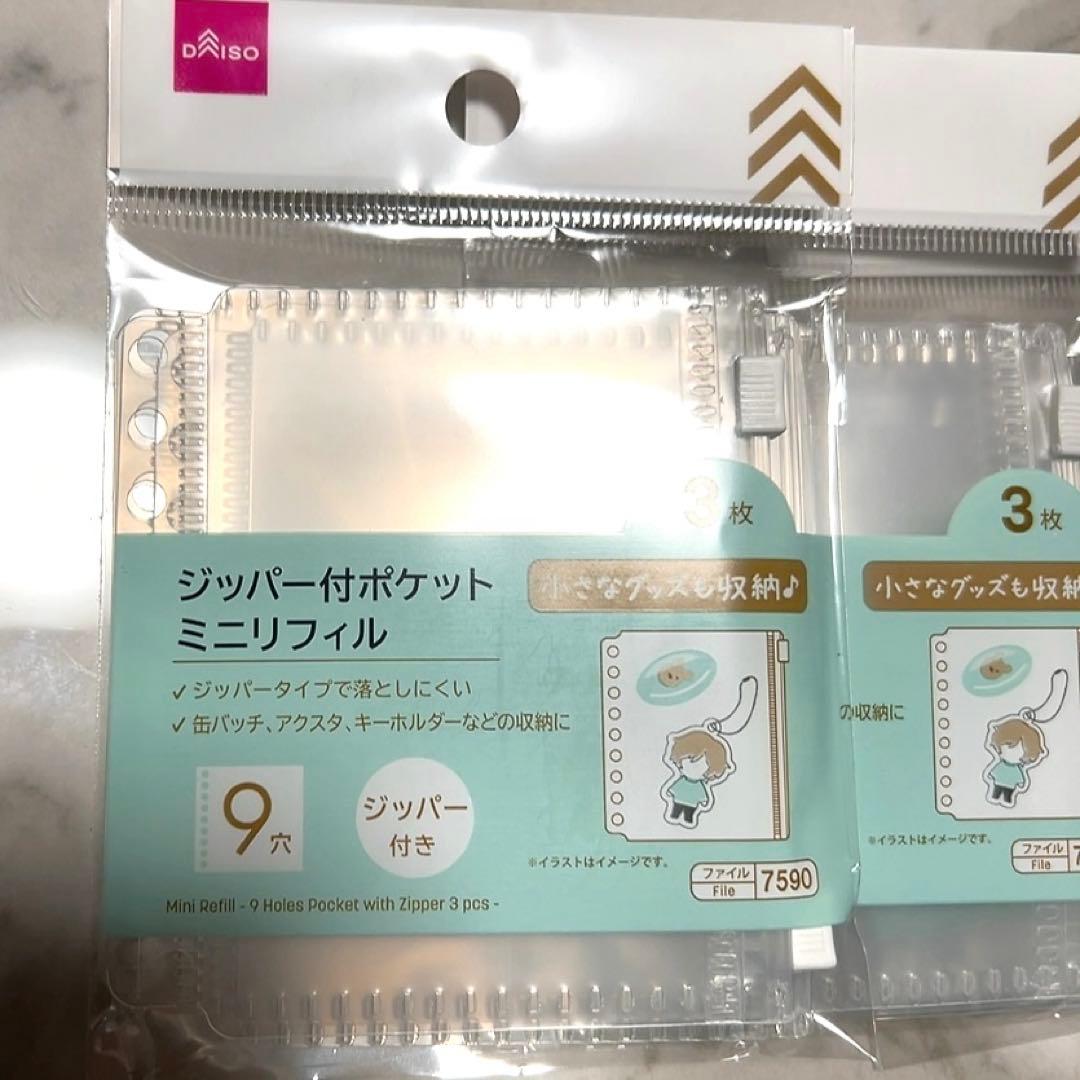 DAISO
3枚
ジッパー付ポケット
ミニリフィル
小さなグッズも収納♪
✓ジッパータイプで落としにくい
✓缶バッチ、アクスタ、キーホルダーなどの収納に
9穴
ジッパー
付き
※イラストはイメージです。
ファイル
File
7590
Mini Refill - 9 Holes Pocket with Zipper 3 pcs -
3枚
小さなグッズも収納
の収納に
※イラストはイメージです。
ファイル
File
7